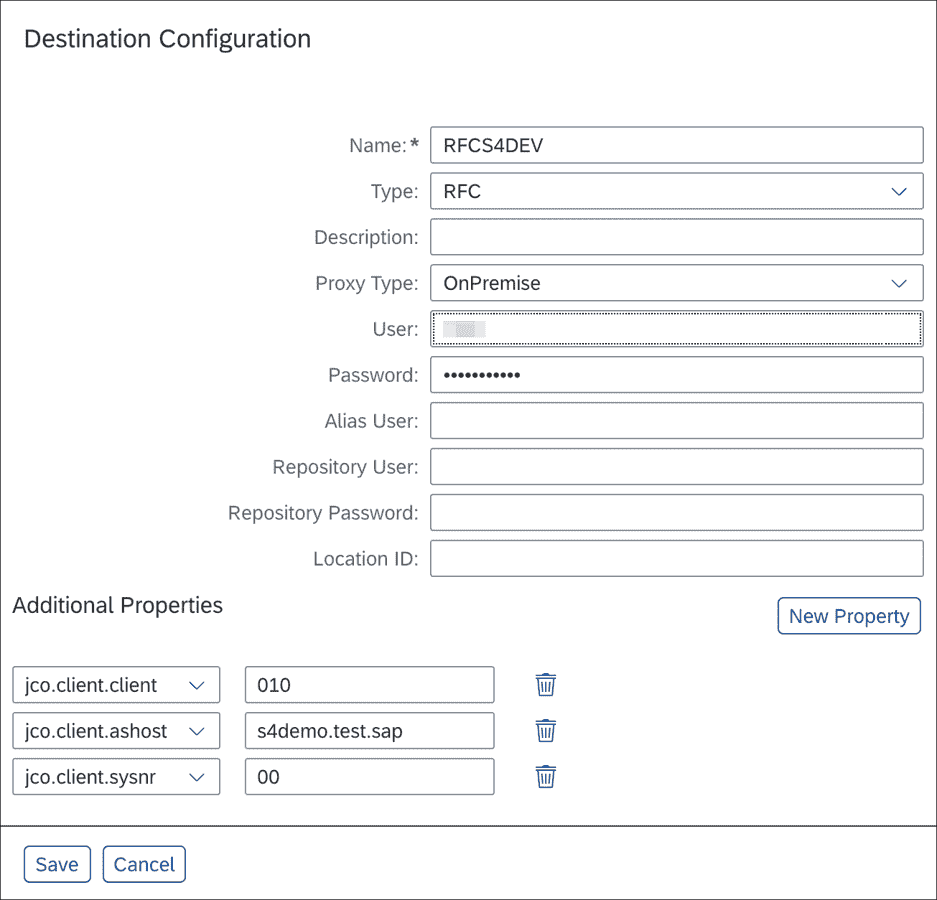 Destination Configuration
Name:* RFCS4DEV
Type: RFC
Description:
Proxy Type: OnPremise
User:
Password: •••••••••••
Alias User:
Repository User:
Repository Password:
Location ID:
Additional Properties
New Property
jco.client.client 010
jco.client.ashost s4demo.test.sap
jco.client.sysnr 00
Save Cancel